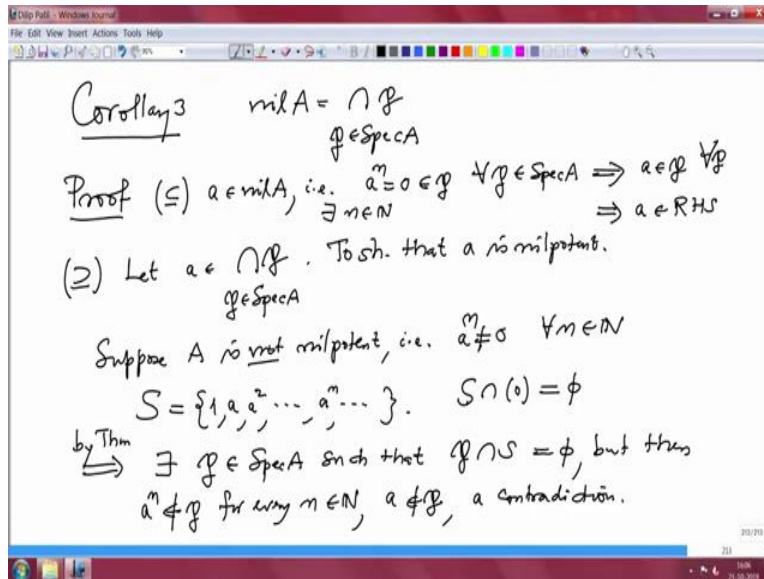 Dilip Patil - Windows Journal
File Edit View Insert Actions Tools Help
Corollary 3 nil A = ∩ 𝔭
𝔭 ∈ Spec A
Proof (⊆) a ∈ nil A, i.e. aⁿ = 0 ∈ 𝔭 ∀ 𝔭 ∈ Spec A ⟹ a ∈ 𝔭 ∀ 𝔭
∃ n ∈ ℕ ⟹ a ∈ RHS
(⊇) Let a ∈ ∩ 𝔭. To sh. that a is nilpotent.
𝔭 ∈ Spec A
Suppose A is not nilpotent, i.e. aⁿ ≠ 0 ∀ n ∈ ℕ
S = {1, a, a², ⋯, aⁿ, ⋯ }. S ∩ (0) = ϕ
by Thm
⟹ ∃ 𝔭 ∈ Spec A such that 𝔭 ∩ S = ϕ, but then
aⁿ ∉ 𝔭 for every n ∈ ℕ, a ∉ 𝔭, a contradiction.